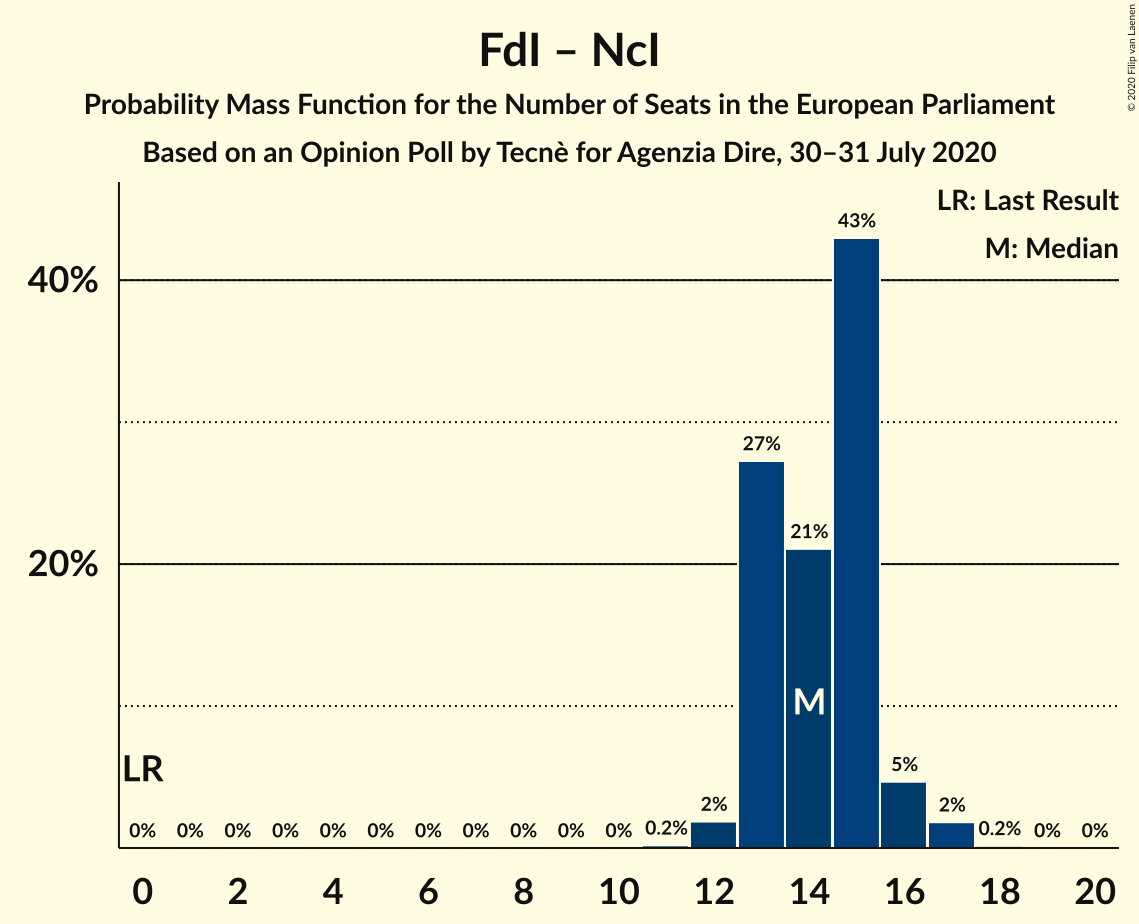 FdI – NcI
Probability Mass Function for the Number of Seats in the European Parliament
Based on an Opinion Poll by Tecnè for Agenzia Dire, 30–31 July 2020
© 2020 Filip van Laenen
LR: Last Result
M: Median
43%
40%
27%
21%
20%
M
LR
5%
2%
2%
0% 0% 0% 0% 0% 0% 0% 0% 0% 0% 0% 0.2% 0.2% 0% 0%
0 2 4 6 8 10 12 14 16 18 20